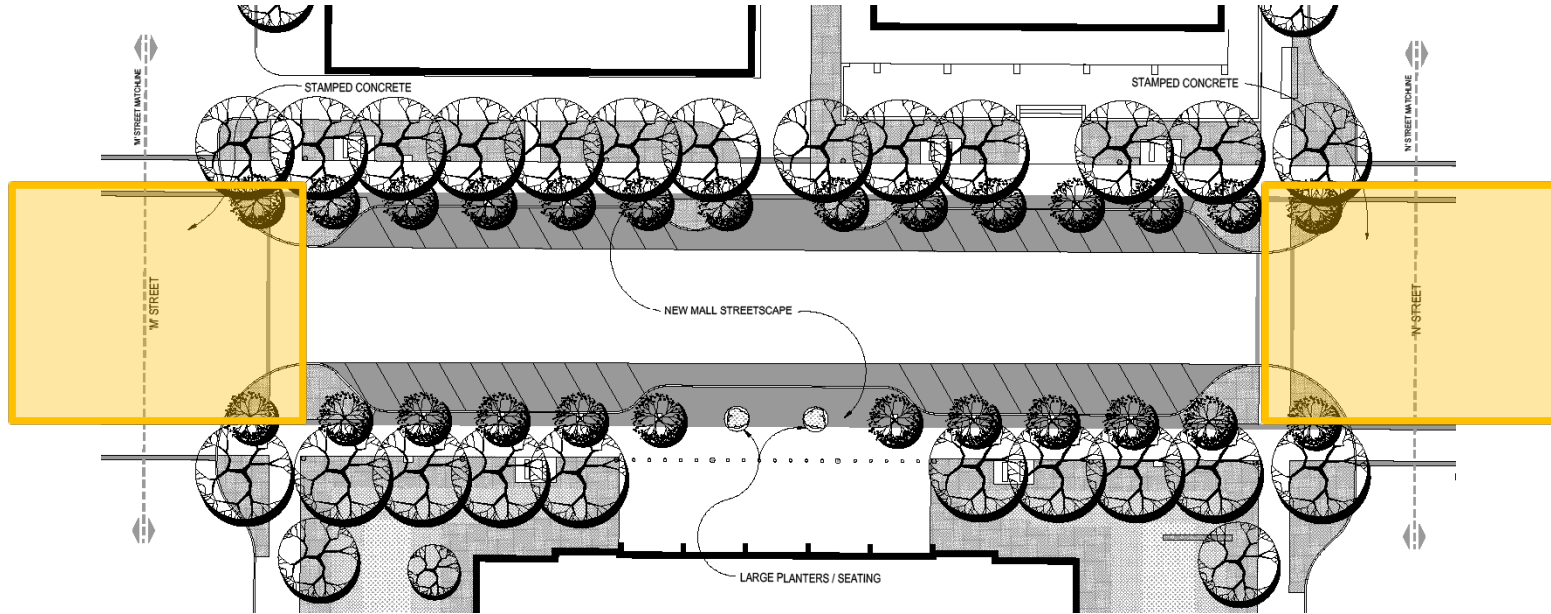 'M' STREET MATCHLINE
STAMPED CONCRETE
STAMPED CONCRETE
'N' STREET MATCHLINE
'M' STREET
NEW MALL STREETSCAPE
'N' STREET
LARGE PLANTERS / SEATING